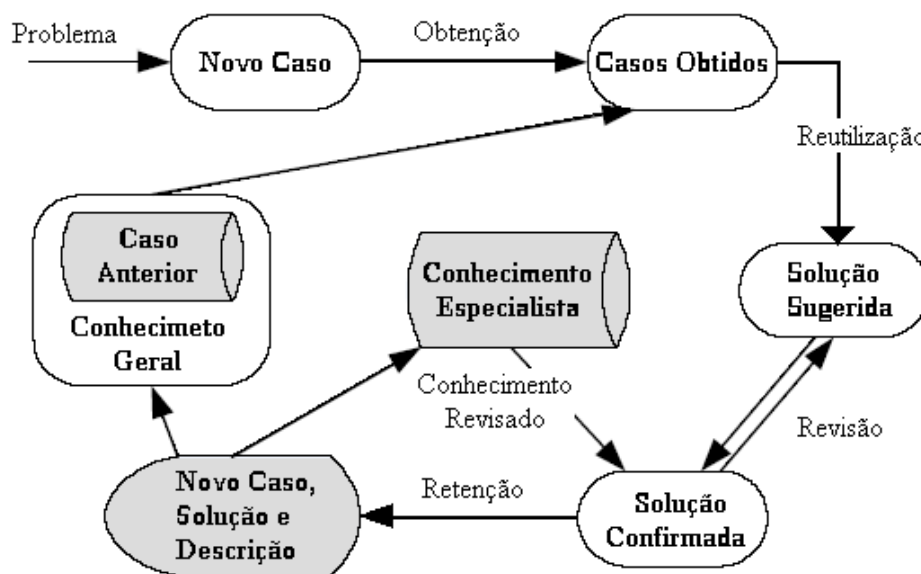 Problema
Novo Caso
Obtenção
Casos Obtidos
Reutilização
Caso
Anterior
Conhecimeto
Geral
Conhecimento
Especialista
Solução
Sugerida
Conhecimento
Revisado
Revisão
Novo Caso,
Solução e
Descrição
Retenção
Solução
Confirmada